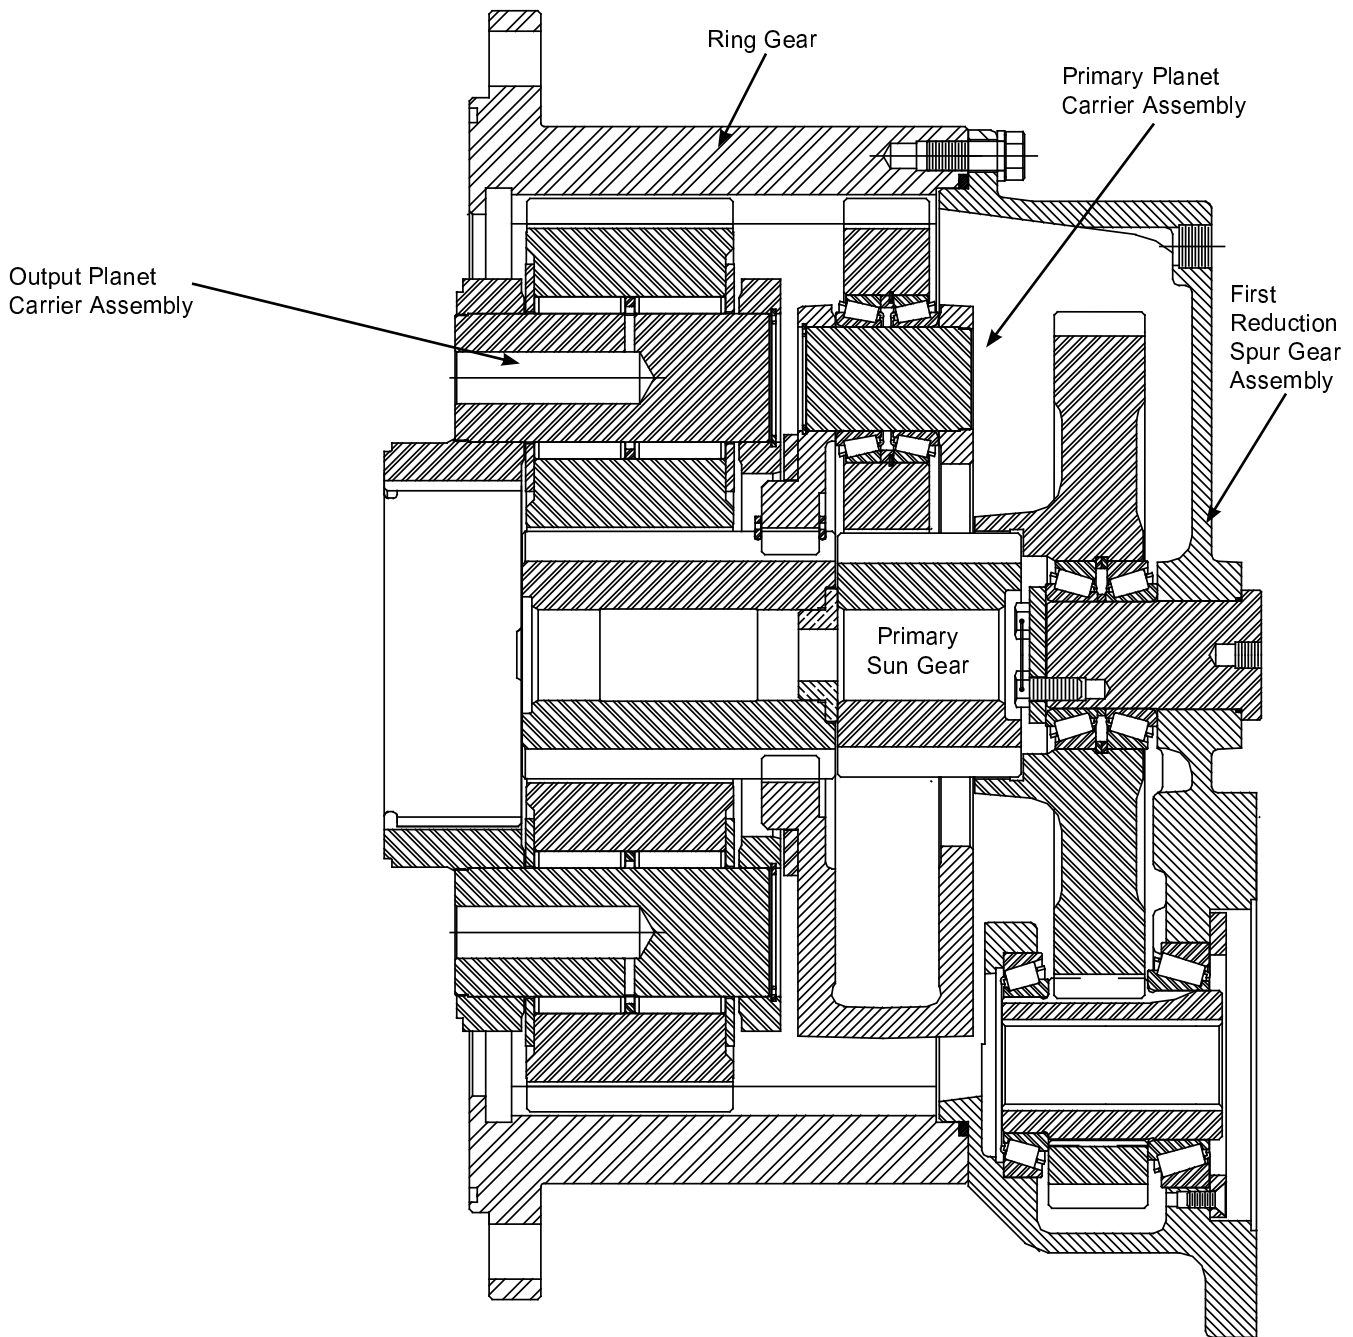 Ring Gear
Primary Planet
Carrier Assembly
Output Planet
Carrier Assembly
First
Reduction
Spur Gear
Assembly
Primary
Sun Gear